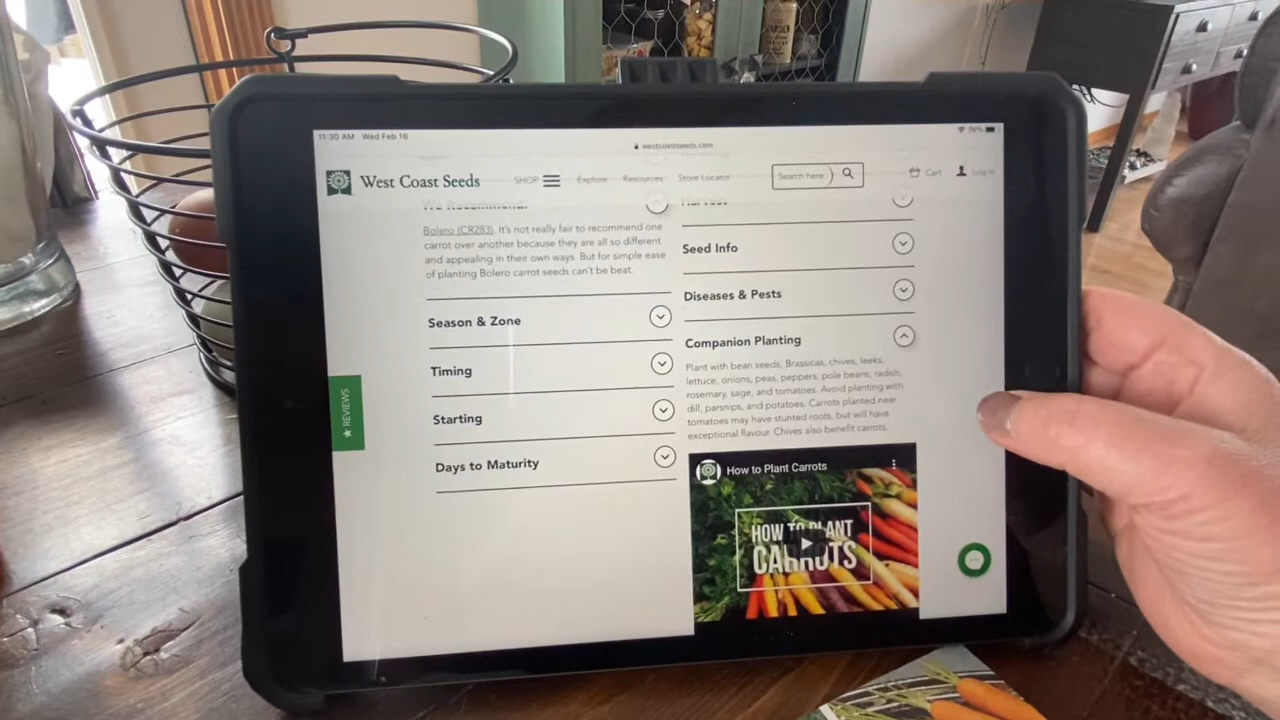 11:30 AM Wed Feb 16
westcoastseeds.com
76%
West Coast Seeds
SHOP
Explore
Resources
Store Locator
Search here
Cart
Log in
We Recommend:
Bolero (CR283). It's not really fair to recommend one
carrot over another because they are all so different
and appealing in their own ways. But for simple ease
of planting Bolero carrot seeds can't be beat.
Season & Zone
Timing
Starting
Days to Maturity
Harvest
Seed Info
Diseases & Pests
Companion Planting
Plant with bean seeds, Brassicas, chives, leeks,
lettuce, onions, peas, peppers, pole beans, radish,
rosemary, sage, and tomatoes. Avoid planting with
dill, parsnips, and potatoes. Carrots planted near
tomatoes may have stunted roots, but will have
exceptional flavour. Chives also benefit carrots.
How to Plant Carrots
HOW TO PLANT
CARROTS
★ REVIEWS